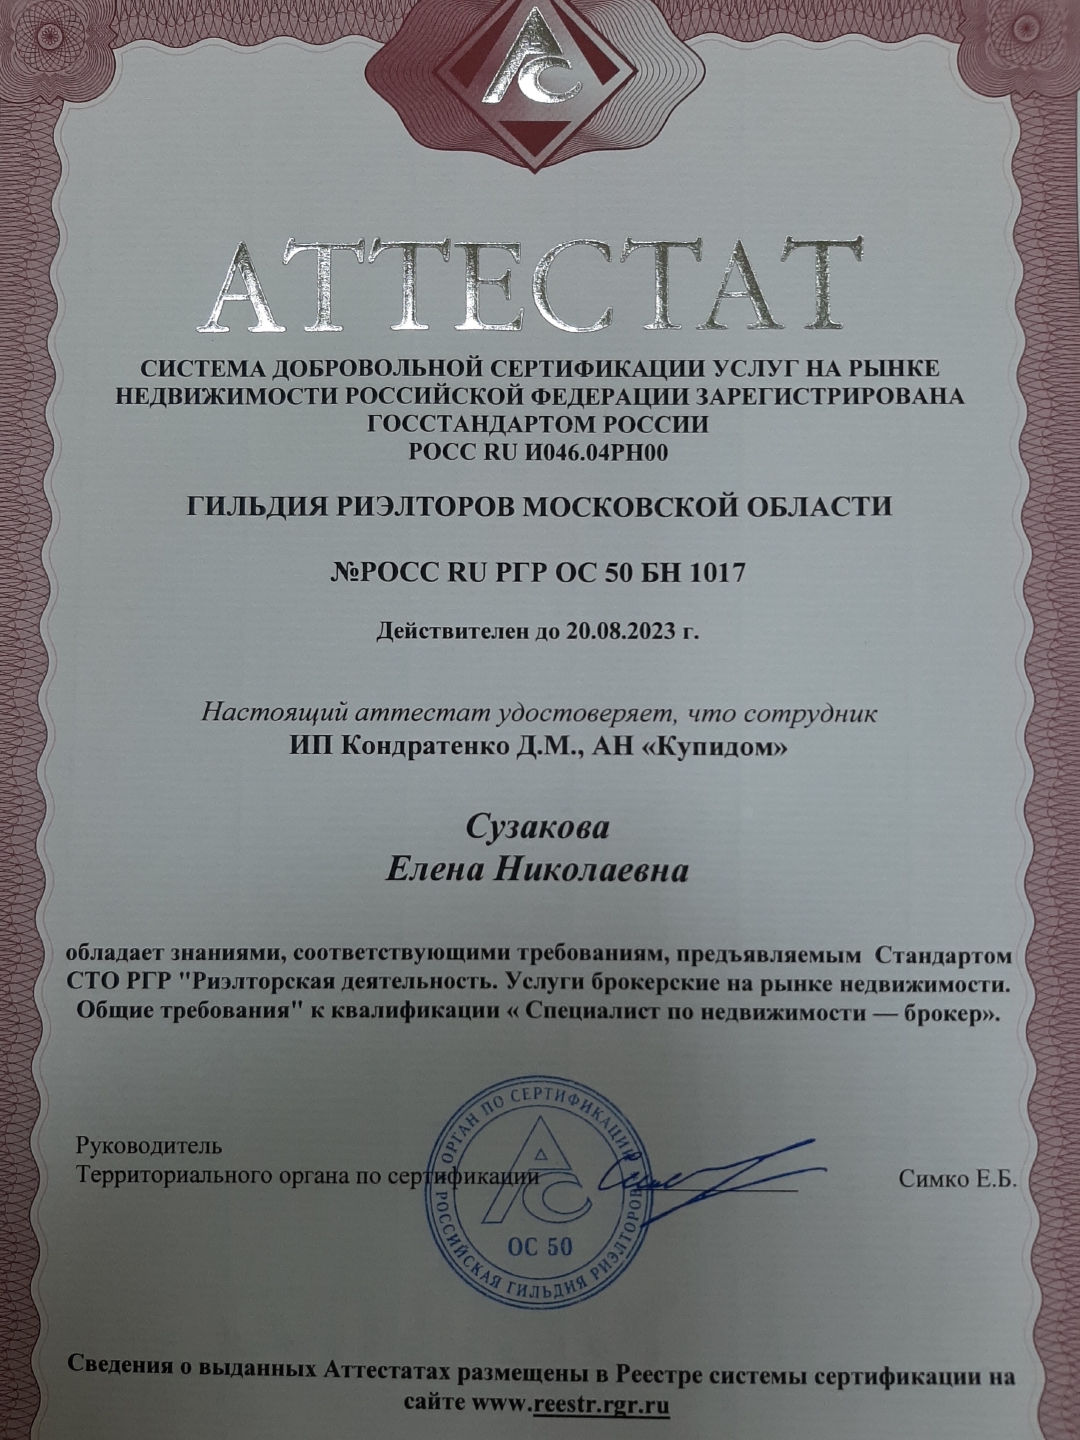 АС
АТТЕСТАТ
СИСТЕМА ДОБРОВОЛЬНОЙ СЕРТИФИКАЦИИ УСЛУГ НА РЫНКЕ
НЕДВИЖИМОСТИ РОССИЙСКОЙ ФЕДЕРАЦИИ ЗАРЕГИСТРИРОВАНА
ГОССТАНДАРТОМ РОССИИ
РОСС RU И046.04РН00
ГИЛЬДИЯ РИЭЛТОРОВ МОСКОВСКОЙ ОБЛАСТИ
№РОСС RU РГР ОС 50 БН 1017
Действителен до 20.08.2023 г.
Настоящий аттестат удостоверяет, что сотрудник
ИП Кондратенко Д.М., АН «Купидом»
Сузакова
Елена Николаевна
обладает знаниями, соответствующими требованиям, предъявляемым Стандартом
СТО РГР "Риэлторская деятельность. Услуги брокерские на рынке недвижимости.
Общие требования" к квалификации « Специалист по недвижимости — брокер».
Руководитель
Территориального органа по сертификации
Симко Е.Б.
ОРГАН ПО СЕРТИФИКАЦИИ
РОССИЙСКАЯ ГИЛЬДИЯ РИЭЛТОРОВ
АС
ОС 50
Сведения о выданных Аттестатах размещены в Реестре системы сертификации на
сайте www.reestr.rgr.ru